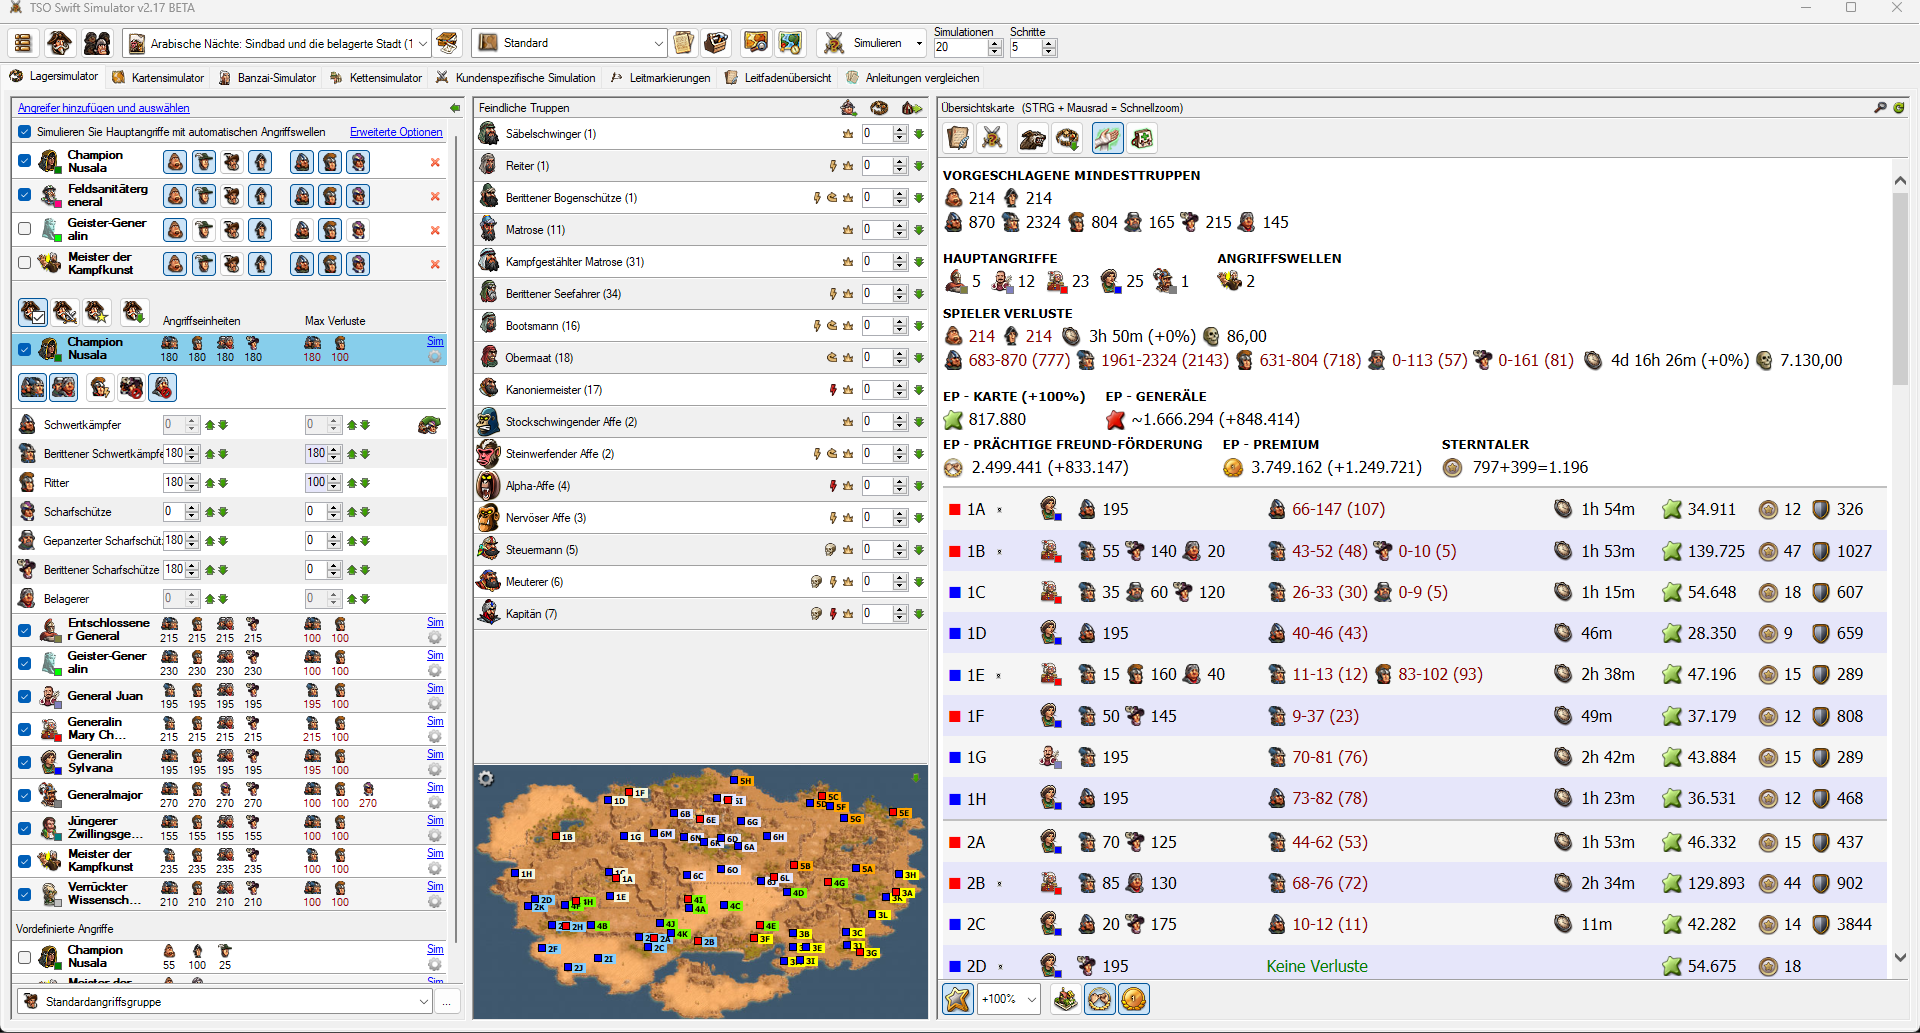 TSO Swift Simulator v2.17 BETA
Arabische Nächte: Sindbad und die belagerte Stadt (1
Standard
Simulieren
Simulationen
20
Schritte
5
Lagersimulator
Kartensimulator
Banzai-Simulator
Kettensimulator
Kundenspezifische Simulation
Leitmarkierungen
Leitfadenübersicht
Anleitungen vergleichen
Angreifer hinzufügen und auswählen
Simulieren Sie Hauptangriffe mit automatischen Angriffswellen
Erweiterte Optionen
Champion Nusala
Feldsanitäterg eneral
Geister-Gener alin
Meister der Kampfkunst
Angriffseinheiten
Max Verluste
Champion Nusala
180 180 180 180
180 100
Sim
Schwertkämpfer 0 0
Berittener Schwertkämpfe 180 180
Ritter 180 100
Scharfschütze 0 0
Gepanzerter Scharfschüt: 180 0
Berittener Scharfschütze 180 0
Belagerer 0 0
Entschlossene r General 215 215 215 215 100 100 Sim
Geister-Gener alin 230 230 230 230 100 100 Sim
General Juan 195 195 195 195 195 100 Sim
Generalin Mary Ch... 215 215 215 215 215 100 Sim
Generalin Sylvana 195 195 195 195 195 100 Sim
Generalmajor 270 270 270 270 100 100 270 Sim
Jüngerer Zwillingsge... 155 155 155 155 100 100 Sim
Meister der Kampfkunst 235 235 235 235 100 100 Sim
Verrückter Wissensch... 210 210 210 210 100 100 Sim
Vordefinierte Angriffe
Champion Nusala 55 100 25 Sim
Meister der Sim
Standardangriffsgruppe
...
Feindliche Truppen
Säbelschwinger (1) 0
Reiter (1) 0
Berittener Bogenschütze (1) 0
Matrose (11) 0
Kampfgestählter Matrose (31) 0
Berittener Seefahrer (34) 0
Bootsmann (16) 0
Obermaat (18) 0
Kanoniermeister (17) 0
Stockschwingender Affe (2) 0
Steinwerfender Affe (2) 0
Alpha-Affe (4) 0
Nervöser Affe (3) 0
Steuermann (5) 0
Meuterer (6) 0
Kapitän (7) 0
5H
1F
1D
5I
5C
5D
5F
6B
6E
6G
5G
5E
1B
1G
6M
6N
6D
6H
6K
6A
1H
1C
1A
6C
6O
5B
5A
6J
6L
4G
3H
1E
4D
3A
3K
2D
2K
4F
4H
4I
4A
4C
3L
2H
4B
4J
4K
4E
3F
3B
3C
2A
2B
2C
3E
3J
3G
2F
2I
2J
3I
Übersichtskarte (STRG + Mausrad = Schnellzoom)
VORGESCHLAGENE MINDESTTRUPPEN
214 214
870 2324 804 165 215 145
HAUPTANGRIFFE
5 12 23 25 1
ANGRIFFSWELLEN
2
SPIELER VERLUSTE
214 214 3h 50m (+0%) 86,00
683-870 (777) 1961-2324 (2143) 631-804 (718) 0-113 (57) 0-161 (81) 4d 16h 26m (+0%) 7.130,00
EP - KARTE (+100%)
817.880
EP - GENERÄLE
~1.666.294 (+848.414)
EP - PRÄCHTIGE FREUND-FÖRDERUNG
2.499.441 (+833.147)
EP - PREMIUM
3.749.162 (+1.249.721)
STERNTALER
797+399=1.196
1A 195 66-147 (107) 1h 54m 34.911 12 326
1B 55 140 20 43-52 (48) 0-10 (5) 1h 53m 139.725 47 1027
1C 35 60 120 26-33 (30) 0-9 (5) 1h 15m 54.648 18 607
1D 195 40-46 (43) 46m 28.350 9 659
1E 15 160 40 11-13 (12) 83-102 (93) 2h 38m 47.196 15 289
1F 50 145 9-37 (23) 49m 37.179 12 808
1G 195 70-81 (76) 2h 42m 43.884 15 289
1H 195 73-82 (78) 1h 23m 36.531 12 468
2A 70 125 44-62 (53) 1h 53m 46.332 15 437
2B 85 130 68-76 (72) 2h 34m 129.893 44 902
2C 20 175 10-12 (11) 11m 42.282 14 3844
2D 195 Keine Verluste 54.675 18
+100%